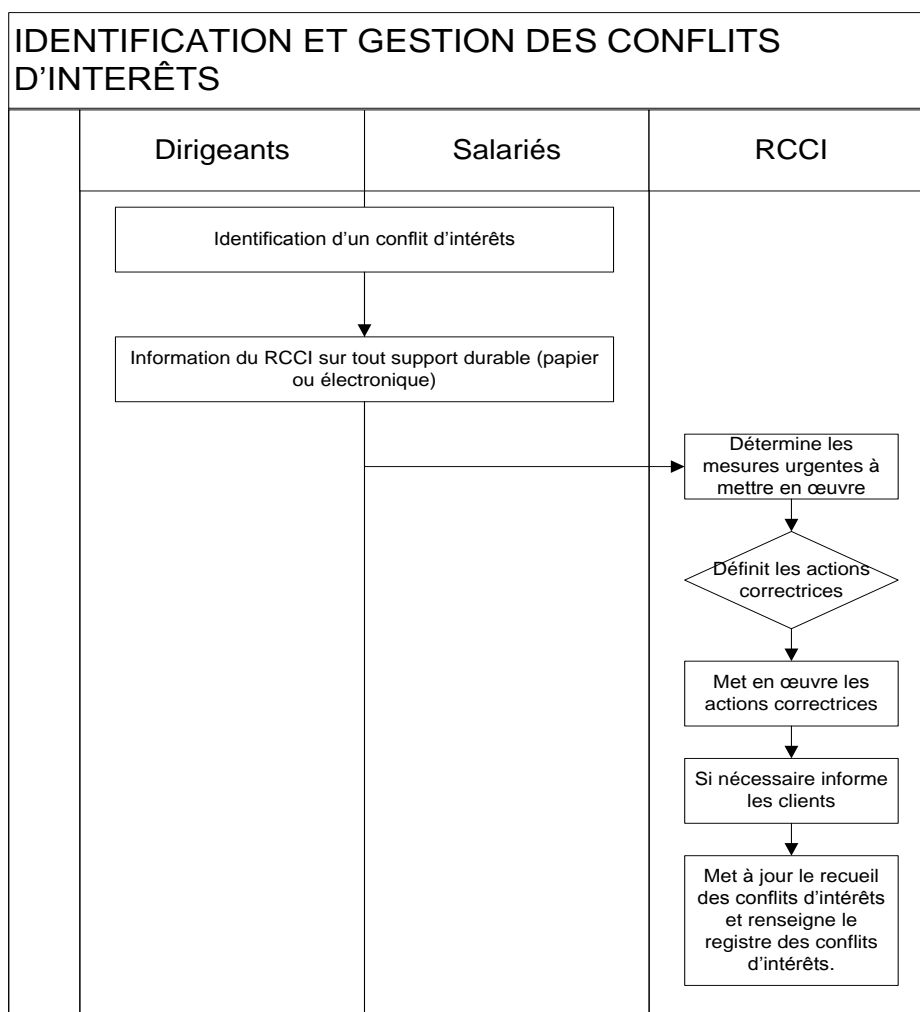 IDENTIFICATION ET GESTION DES CONFLITS
D’INTERÊTS
Dirigeants
Salariés
RCCI
Identification d’un conflit d’intérêts
Information du RCCI sur tout support durable (papier
ou électronique)
Détermine les
mesures urgentes à
mettre en œuvre
Définit les actions
correctrices
Met en œuvre les
actions correctrices
Si nécessaire informe
les clients
Met à jour le recueil
des conflits d’intérêts
et renseigne le
registre des conflits
d’intérêts.